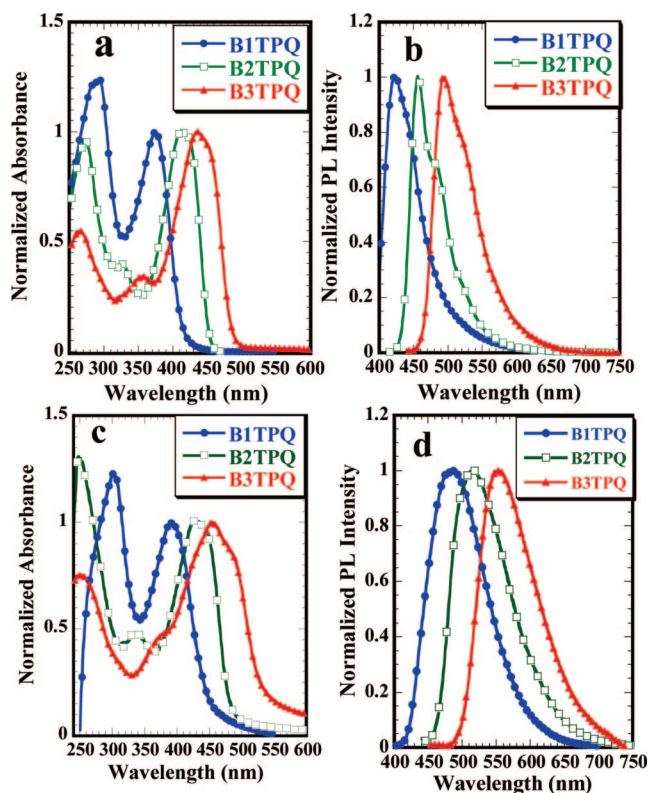 a
B1TPQ
B2TPQ
B3TPQ
Normalized Absorbance
1.5
1
0.5
0
250 300 350 400 450 500 550 600
Wavelength (nm)
b
B1TPQ
B2TPQ
B3TPQ
Normalized PL Intensity
1.2
1
0.8
0.6
0.4
0.2
0
400 450 500 550 600 650 700 750
Wavelength (nm)
c
B1TPQ
B2TPQ
B3TPQ
Normalized Absorbance
1.5
1
0.5
0
250 300 350 400 450 500 550 600
Wavelength (nm)
d
B1TPQ
B2TPQ
B3TPQ
Normalized PL Intensity
1.2
1
0.8
0.6
0.4
0.2
0
400 450 500 550 600 650 700 750
Wavelength (nm)